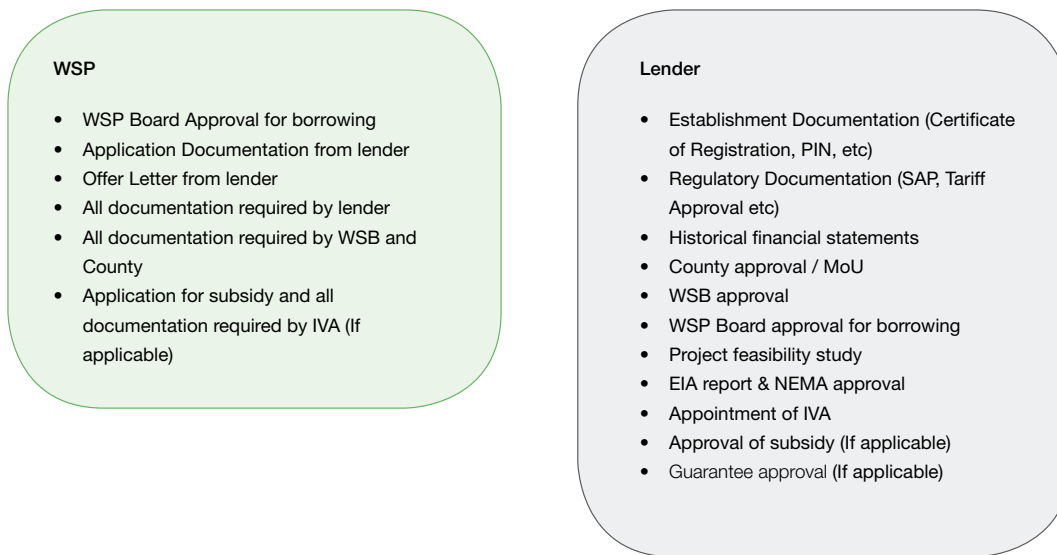 WSP
• WSP Board Approval for borrowing
• Application Documentation from lender
• Offer Letter from lender
• All documentation required by lender
• All documentation required by WSB and
County
• Application for subsidy and all
documentation required by IVA (If
applicable)
Lender
• Establishment Documentation (Certificate
of Registration, PIN, etc)
• Regulatory Documentation (SAP, Tariff
Approval etc)
• Historical financial statements
• County approval / MoU
• WSB approval
• WSP Board approval for borrowing
• Project feasibility study
• EIA report & NEMA approval
• Appointment of IVA
• Approval of subsidy (If applicable)
• Guarantee approval (If applicable)